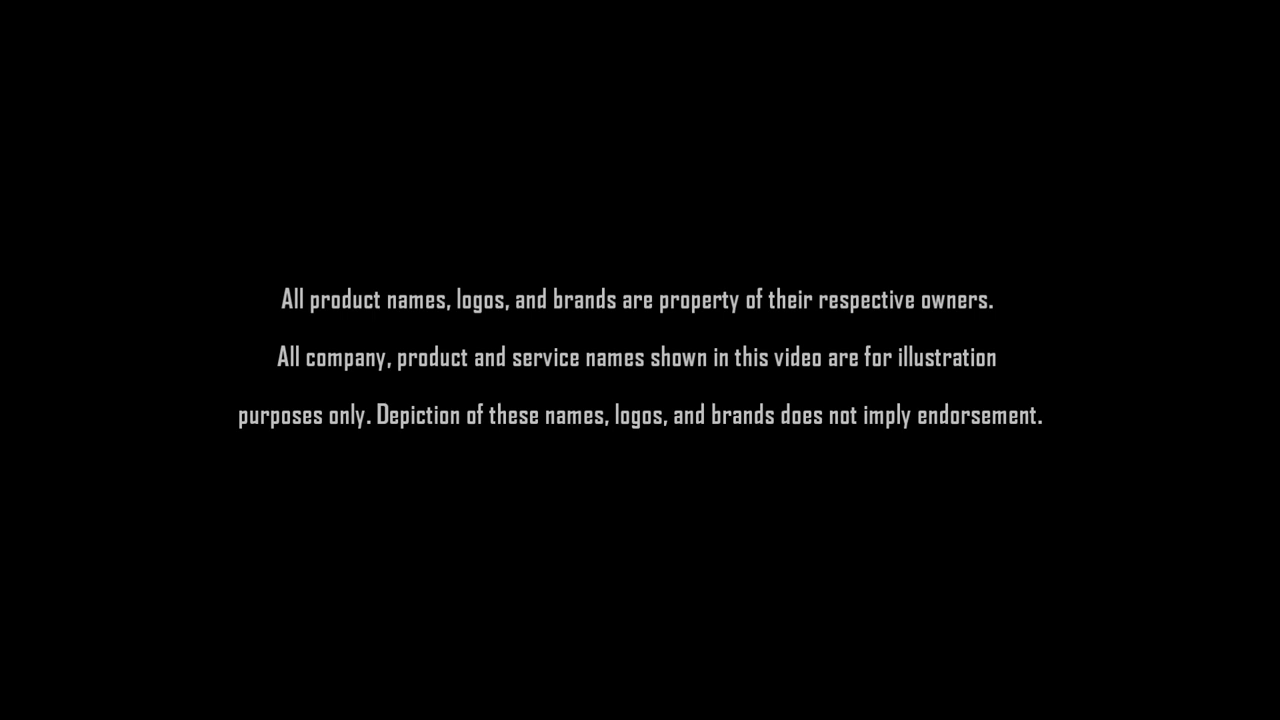 All product names, logos, and brands are property of their respective owners.
All company, product and service names shown in this video are for illustration
purposes only. Depiction of these names, logos, and brands does not imply endorsement.